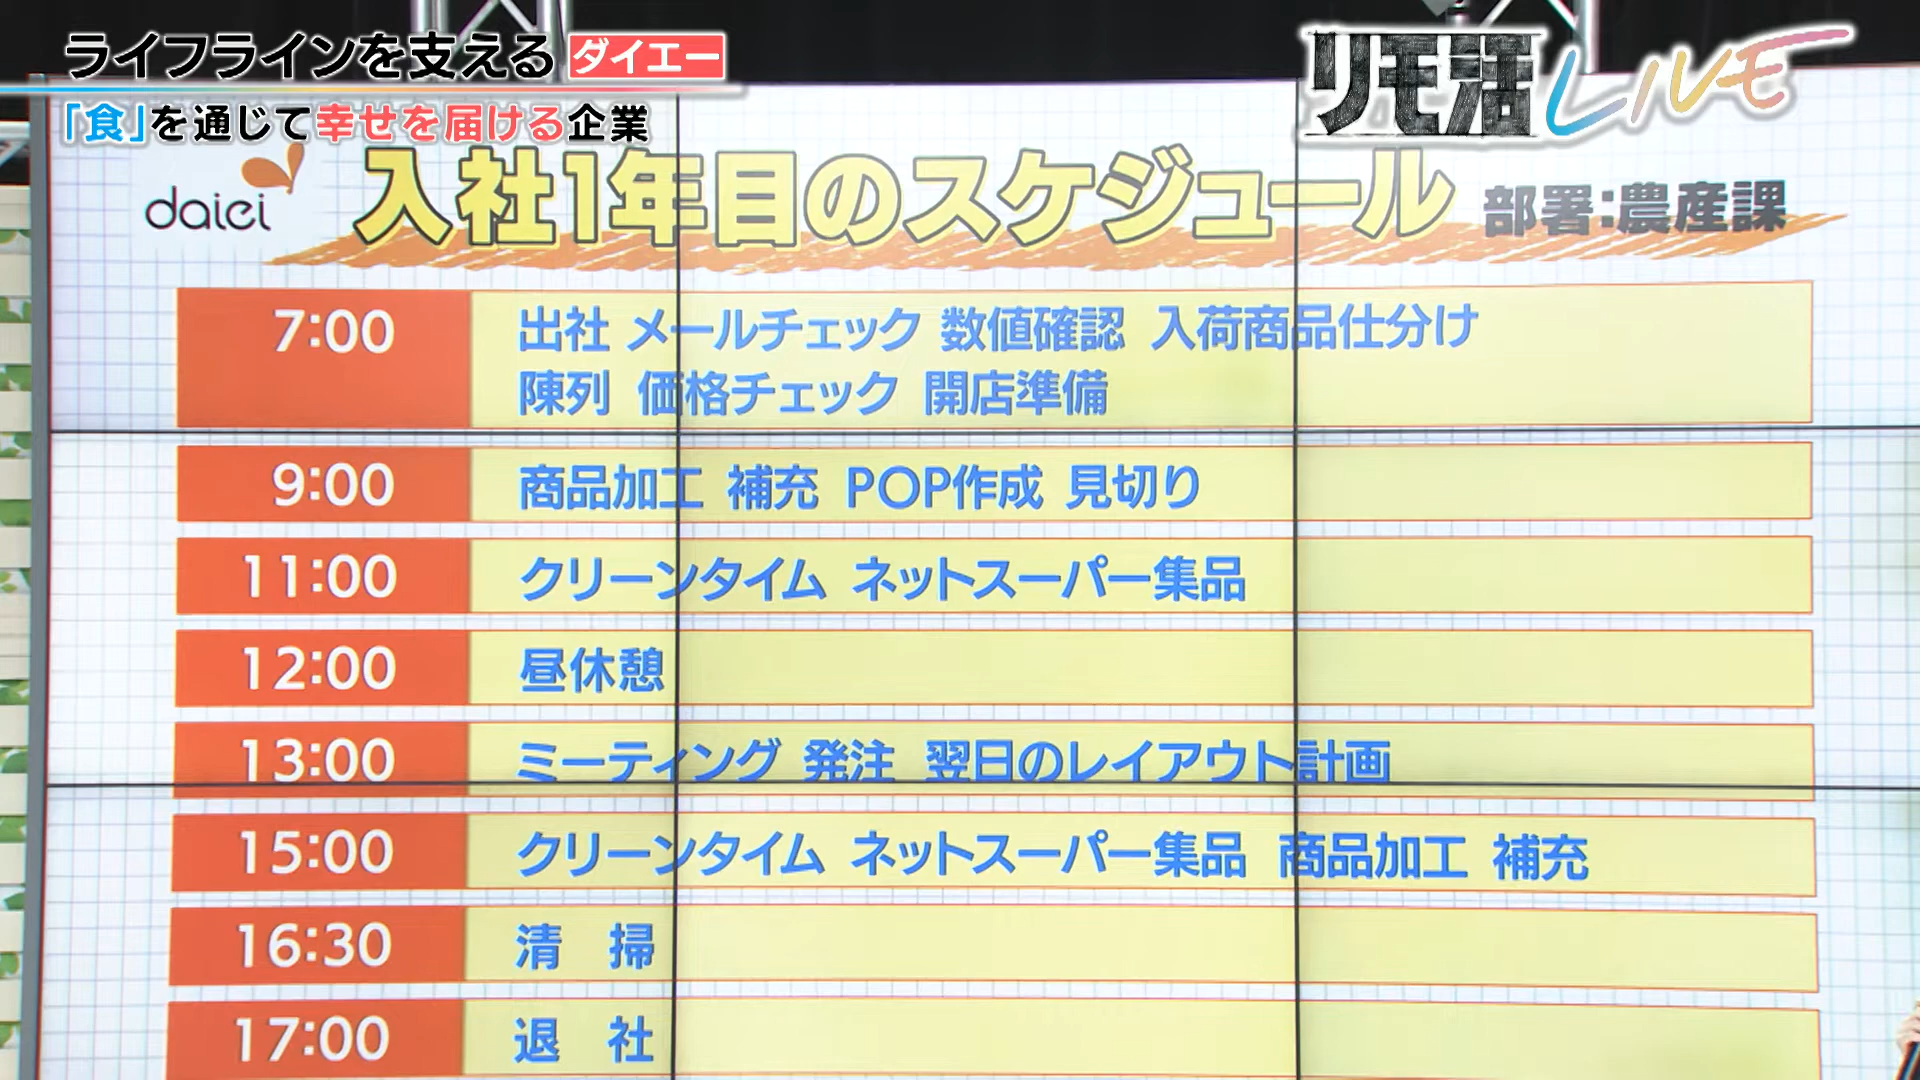 ライフラインを支える ダイエー
「食」を通じて幸せを届ける企業
リモ活LIVE
daiei
入社1年目のスケジュール 部署:農産課
7:00 出社 メールチェック 数値確認 入荷商品仕分け
陳列 価格チェック 開店準備
9:00 商品加工 補充 POP作成 見切り
11:00 クリーンタイム ネットスーパー集品
12:00 昼休憩
13:00 ミーティング 発注 翌日のレイアウト計画
15:00 クリーンタイム ネットスーパー集品 商品加工 補充
16:30 清 掃
17:00 退 社